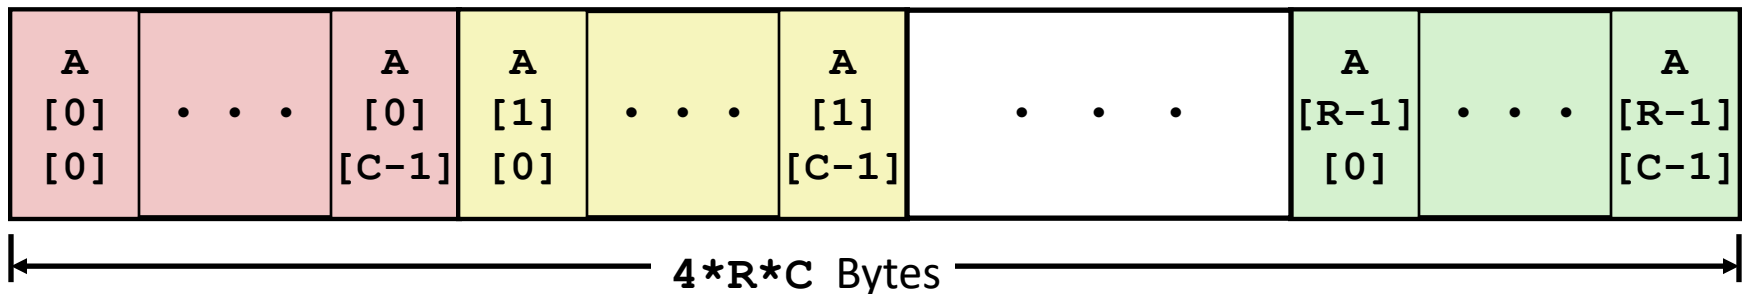 A A A A A A
[0] • • • [0] [1] • • • [1] • • • [R-1] • • • [R-1]
[0] [C-1] [0] [C-1] [0] [C-1]
4*R*C Bytes